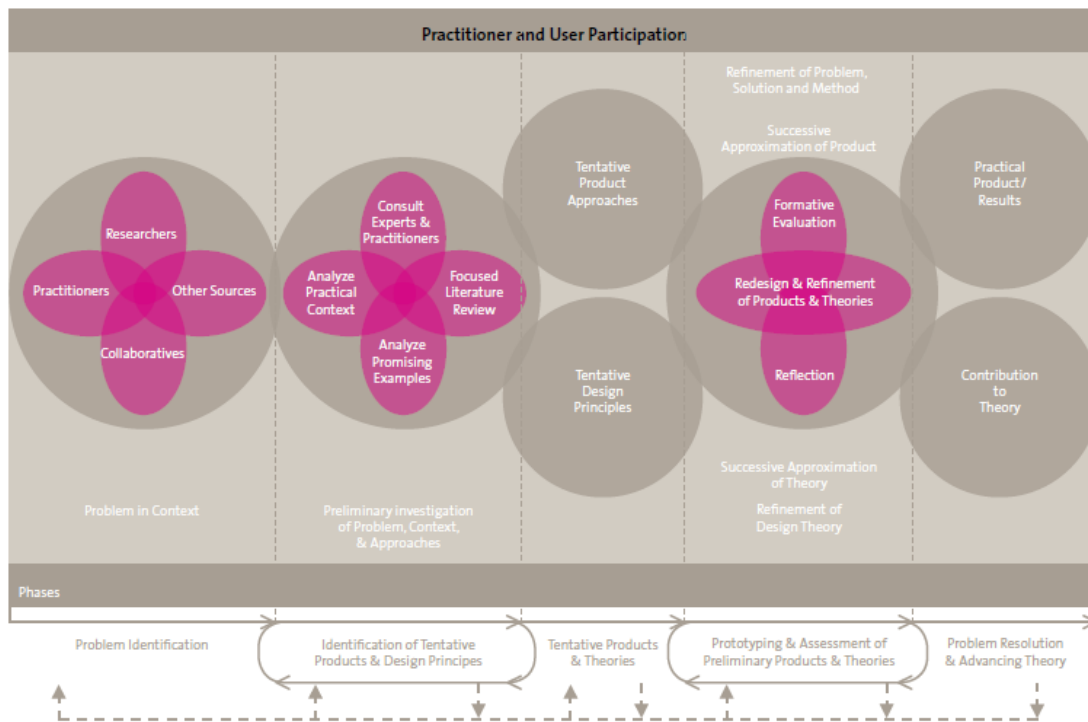 Practitioner and User Participation
Researchers
Practitioners
Other Sources
Collaboratives
Problem in Context
Consult
Experts &
Practitioners
Analyze
Practical
Context
Focused
Literature
Review
Analyze
Promising
Examples
Preliminary investigation
of Problem, Context,
& Approaches
Tentative
Product
Approaches
Tentative
Design
Principles
Refinement of Problem,
Solution and Method
Successive
Approximation of Product
Formative
Evaluation
Redesign & Refinement
of Products & Theories
Reflection
Successive Approximation
of Theory
Refinement of
Design Theory
Practical
Product/
Results
Contribution
to
Theory
Phases
Problem Identification
Identification of Tentative
Products & Design Principes
Tentative Products
& Theories
Prototyping & Assessment of
Preliminary Products & Theories
Problem Resolution
& Advancing Theory